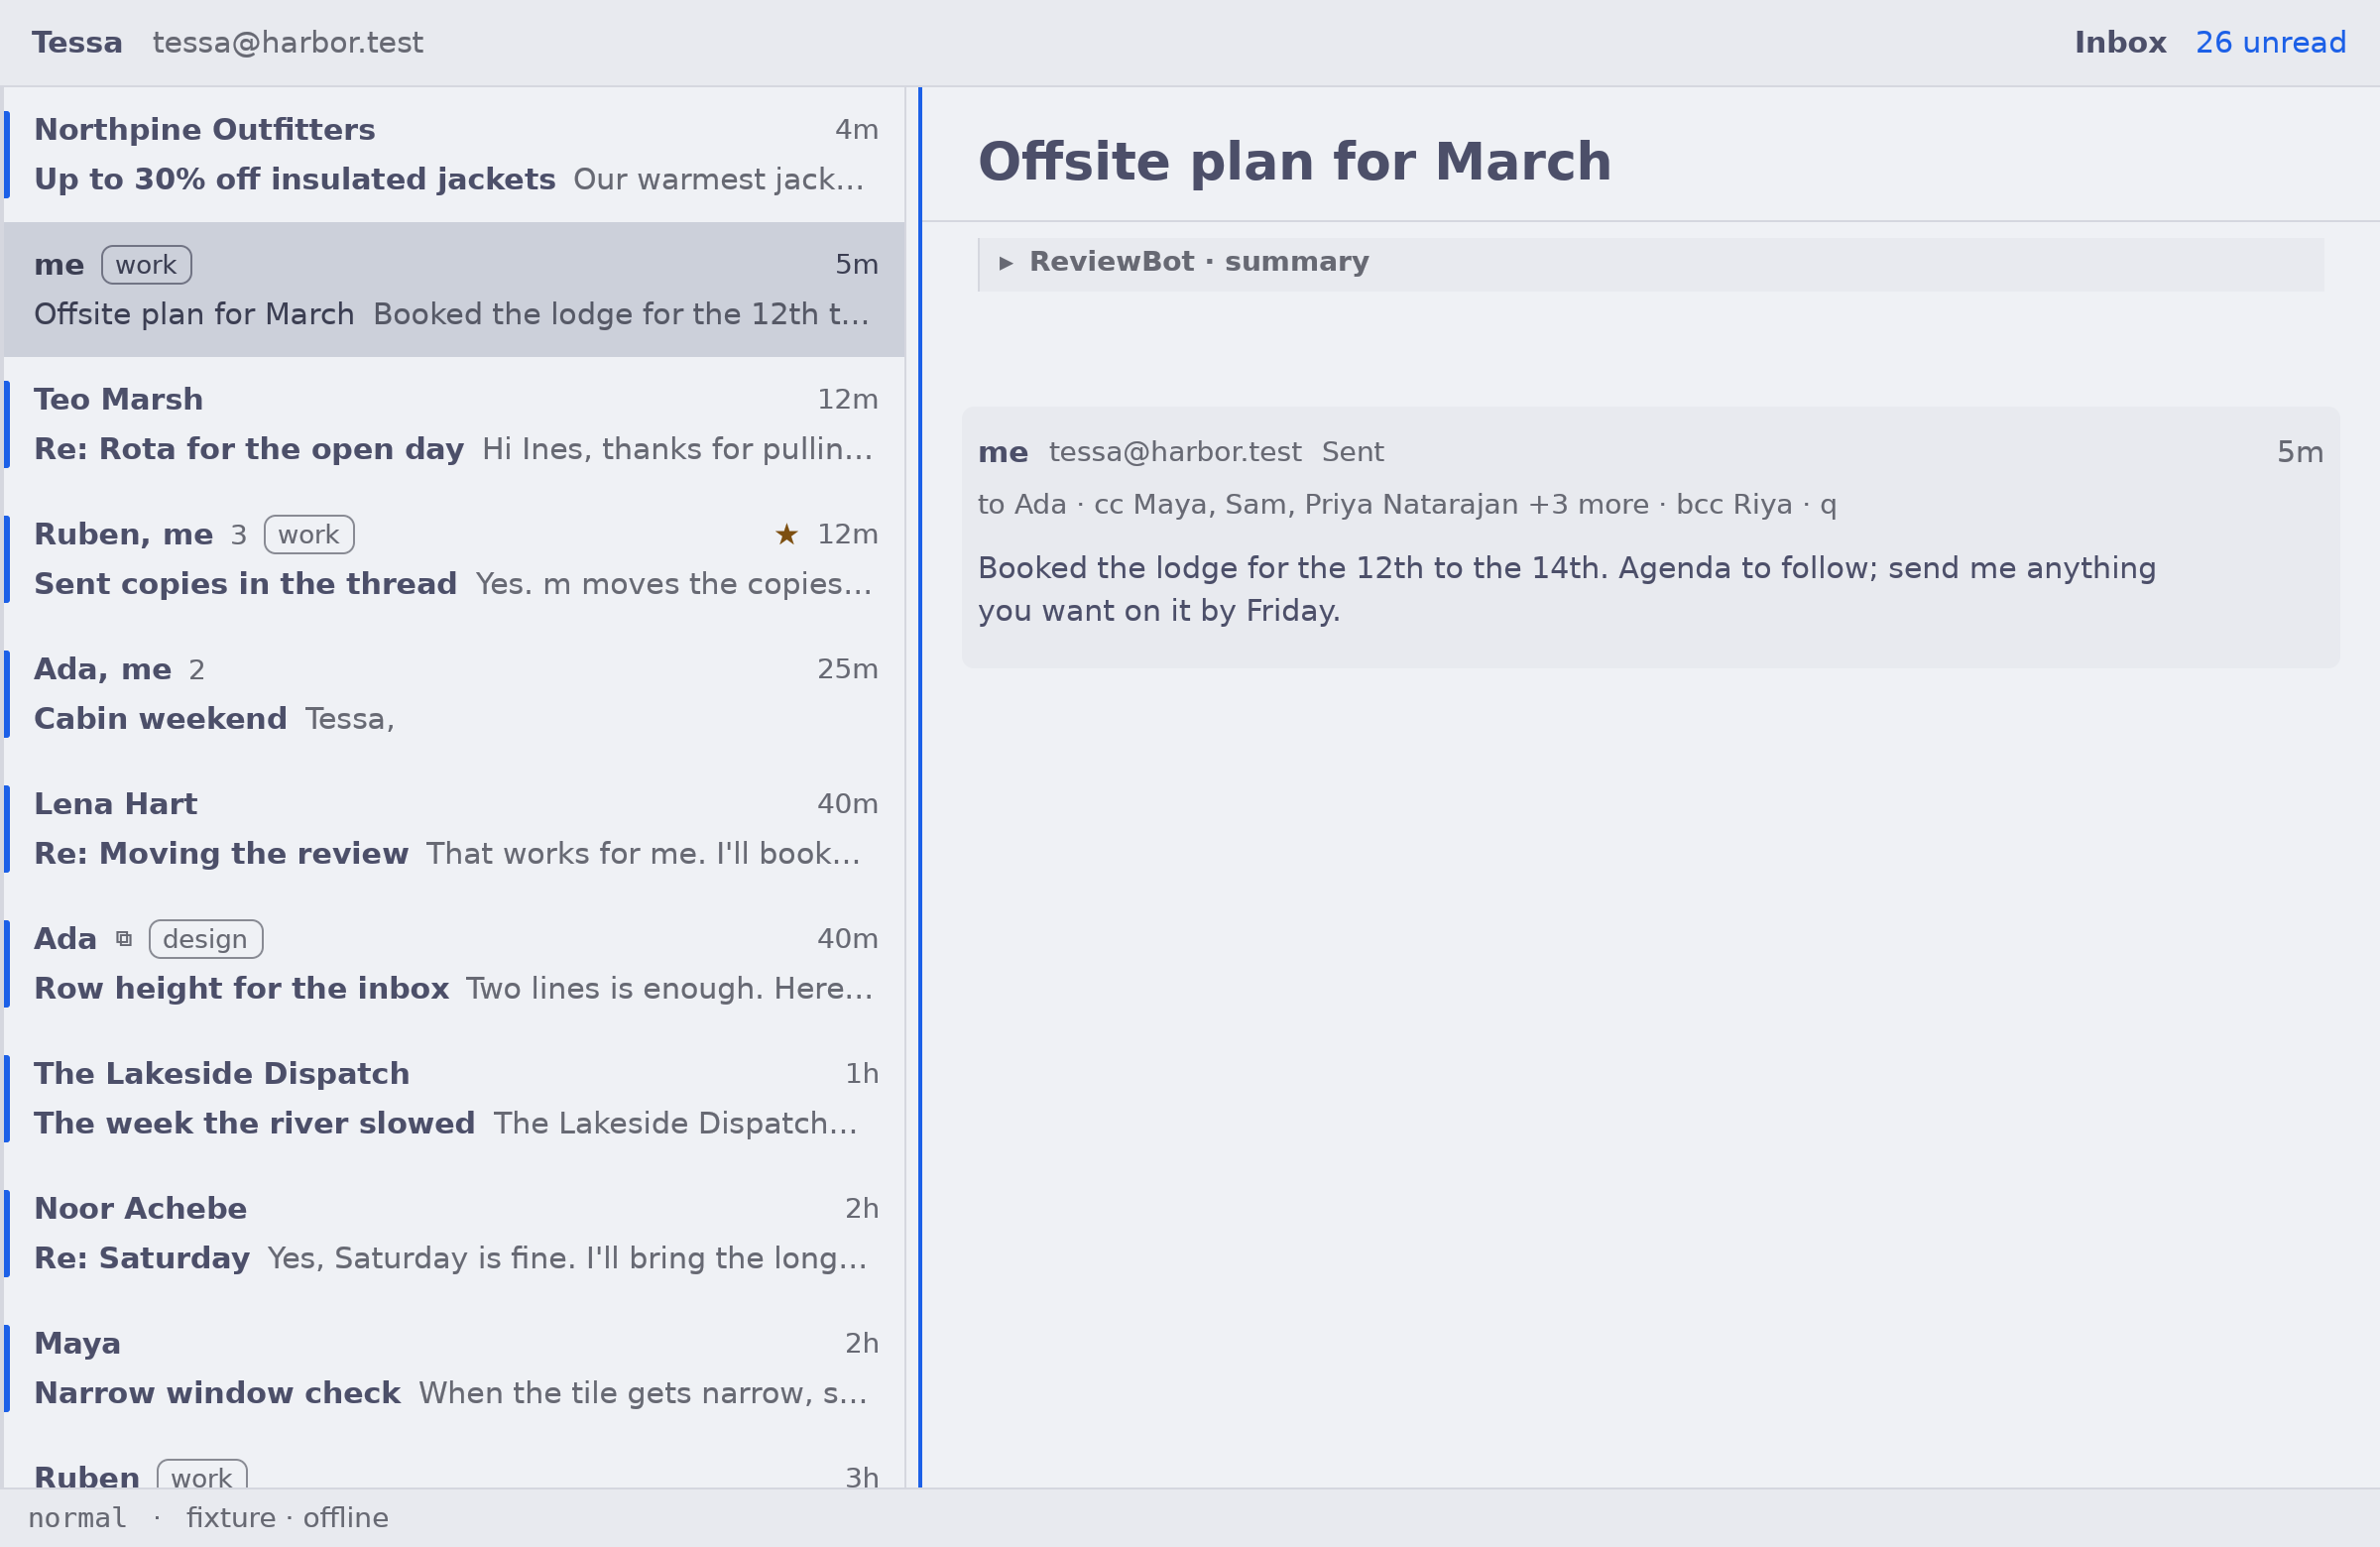 Tessa tessa@harbor.test Inbox 26 unread
Northpine Outfitters 4m
Up to 30% off insulated jackets Our warmest jack…
me work 5m
Offsite plan for March Booked the lodge for the 12th t…
Teo Marsh 12m
Re: Rota for the open day Hi Ines, thanks for pullin…
Ruben, me 3 work ★ 12m
Sent copies in the thread Yes. m moves the copies…
Ada, me 2 25m
Cabin weekend Tessa,
Lena Hart 40m
Re: Moving the review That works for me. I'll book…
Ada ⧉ design 40m
Row height for the inbox Two lines is enough. Here…
The Lakeside Dispatch 1h
The week the river slowed The Lakeside Dispatch…
Noor Achebe 2h
Re: Saturday Yes, Saturday is fine. I'll bring the long…
Maya 2h
Narrow window check When the tile gets narrow, s…
Ruben work 3h
Offsite plan for March
▸ ReviewBot · summary
me tessa@harbor.test Sent 5m
to Ada · cc Maya, Sam, Priya Natarajan +3 more · bcc Riya · q
Booked the lodge for the 12th to the 14th. Agenda to follow; send me anything
you want on it by Friday.
normal · fixture · offline